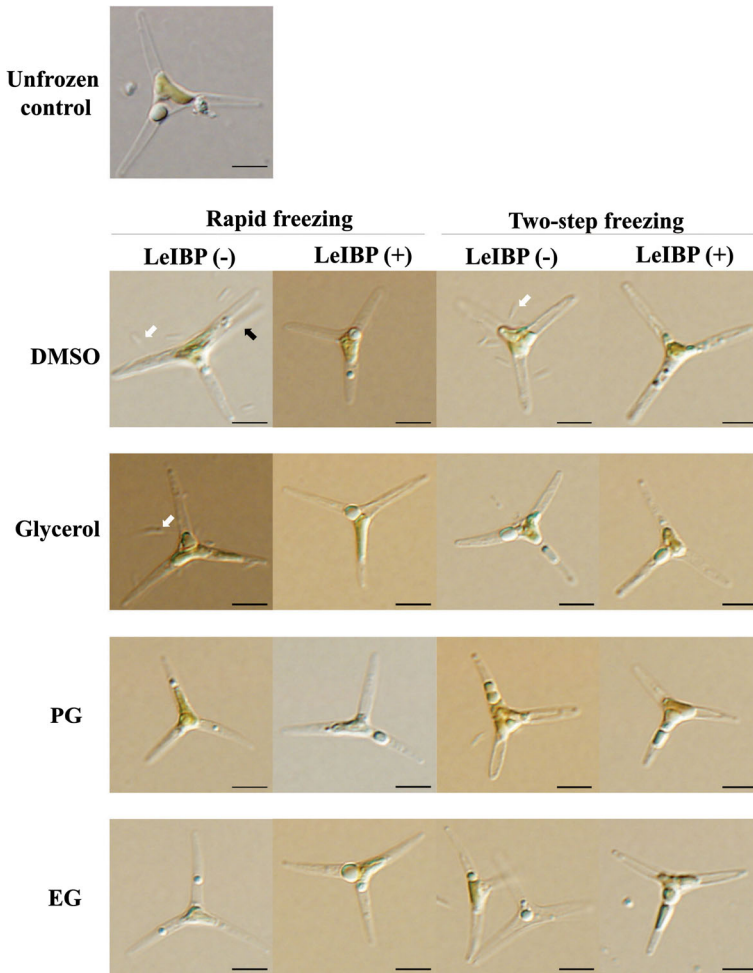 Unfrozen
control
Rapid freezing
Two-step freezing
LeIBP (-)
LeIBP (+)
LeIBP (-)
LeIBP (+)
DMSO
Glycerol
PG
EG